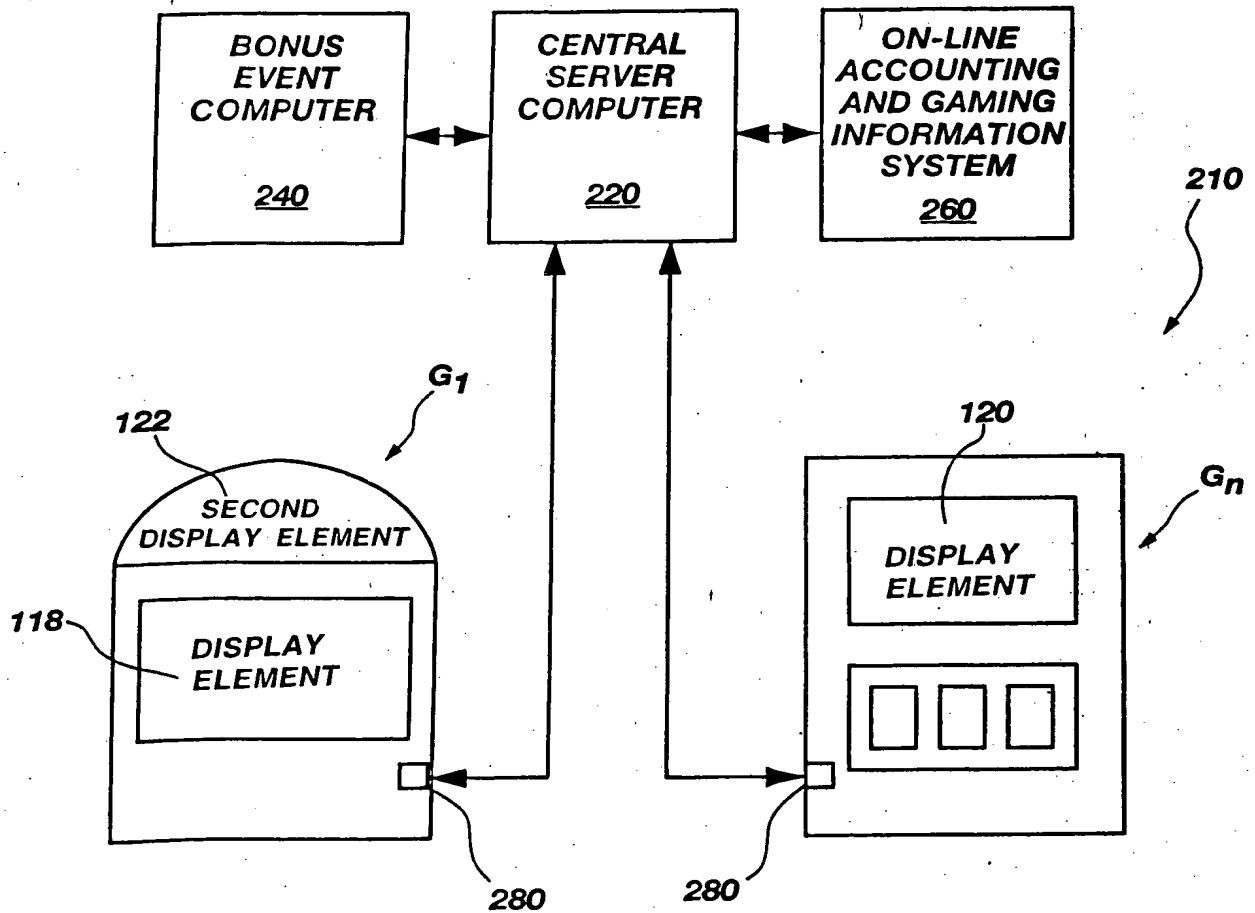 BONUS
EVENT
COMPUTER
240
CENTRAL
SERVER
COMPUTER
220
ON-LINE
ACCOUNTING
AND GAMING
INFORMATION
SYSTEM
260
210
G1
122
SECOND
DISPLAY ELEMENT
118
DISPLAY
ELEMENT
280
120
Gn
DISPLAY
ELEMENT
280